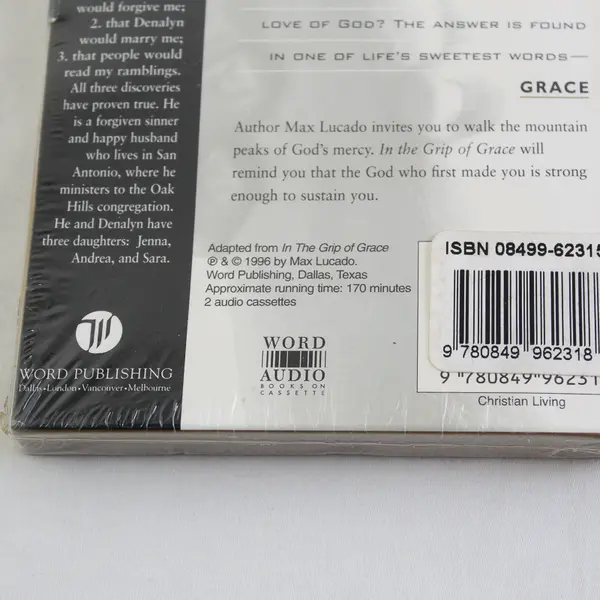 would forgive me;
2. that Denalyn
would marry me;
3. that people would
read my ramblings.
All three discoveries
have proven true. He
is a forgiven sinner
and happy husband
who lives in San
Antonio, where he
ministers to the Oak
Hills congregation.
He and Denalyn have
three daughters: Jenna,
Andrea, and Sara.
WORD PUBLISHING
Dallas•London•Vancouver•Melbourne
LOVE OF GOD? THE ANSWER IS FOUND
IN ONE OF LIFE'S SWEETEST WORDS—
GRACE
Author Max Lucado invites you to walk the mountain
peaks of God's mercy. In the Grip of Grace will
remind you that the God who first made you is strong
enough to sustain you.
Adapted from In The Grip of Grace
℗ & © 1996 by Max Lucado.
Word Publishing, Dallas, Texas
Approximate running time: 170 minutes
2 audio cassettes
WORD
AUDIO
BOOKS ON
CASSETTE
ISBN 08499-62315
9 780849 962318
9 780849 96231
Christian Living